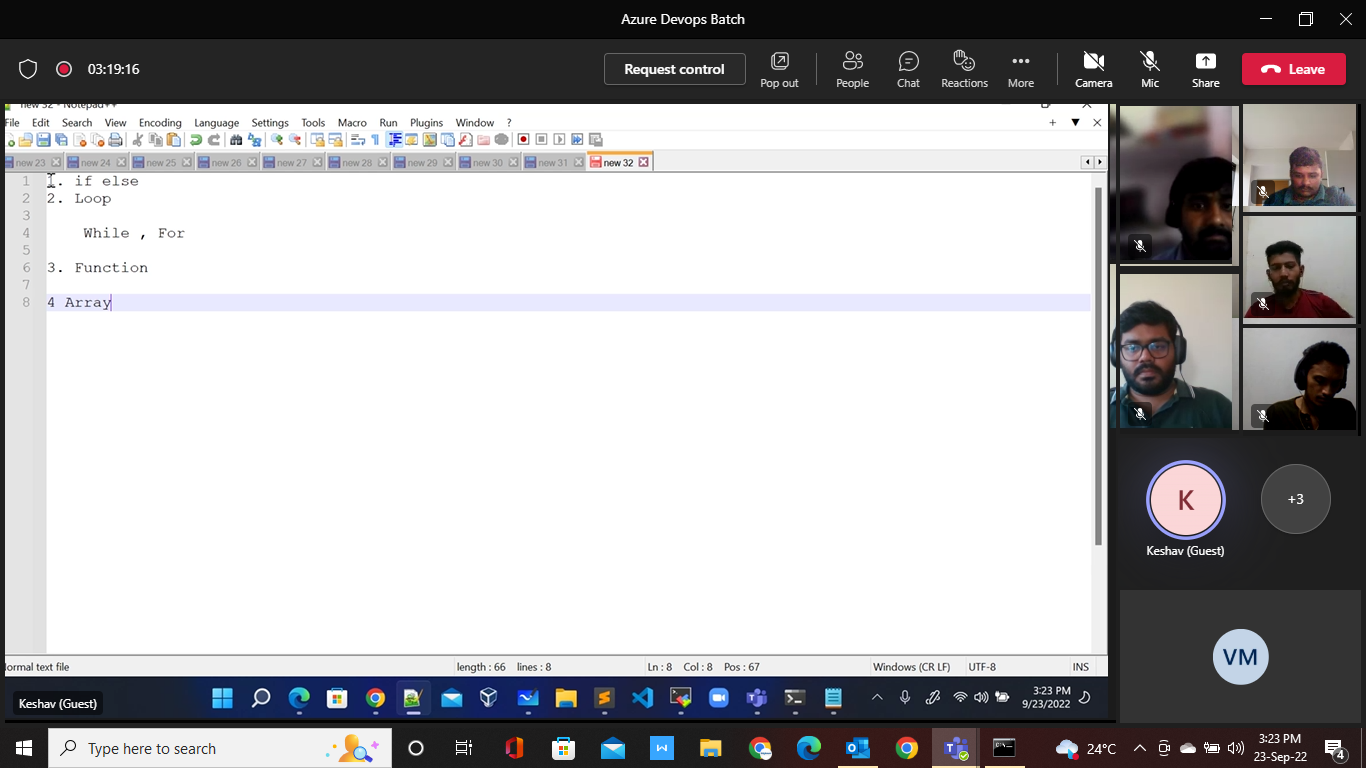 Azure Devops Batch
03:19:16
Request control
Pop out
People
Chat
Reactions
More
Camera
Mic
Share
Leave
new 32 - Notepad++
File Edit Search View Encoding Language Settings Tools Macro Run Plugins Window ?
new 23 new 24 new 25 new 26 new 27 new 28 new 29 new 30 new 31 new 32
1 1. if else
2 2. Loop
3
4 While , For
5
6 3. Function
7
8 4 Array
K
+3
Keshav (Guest)
VM
Normal text file length : 66 lines : 8 Ln : 8 Col : 8 Pos : 67 Windows (CR LF) UTF-8 INS
Keshav (Guest)
3:23 PM
9/23/2022
Type here to search
24°C
3:23 PM
23-Sep-22
4